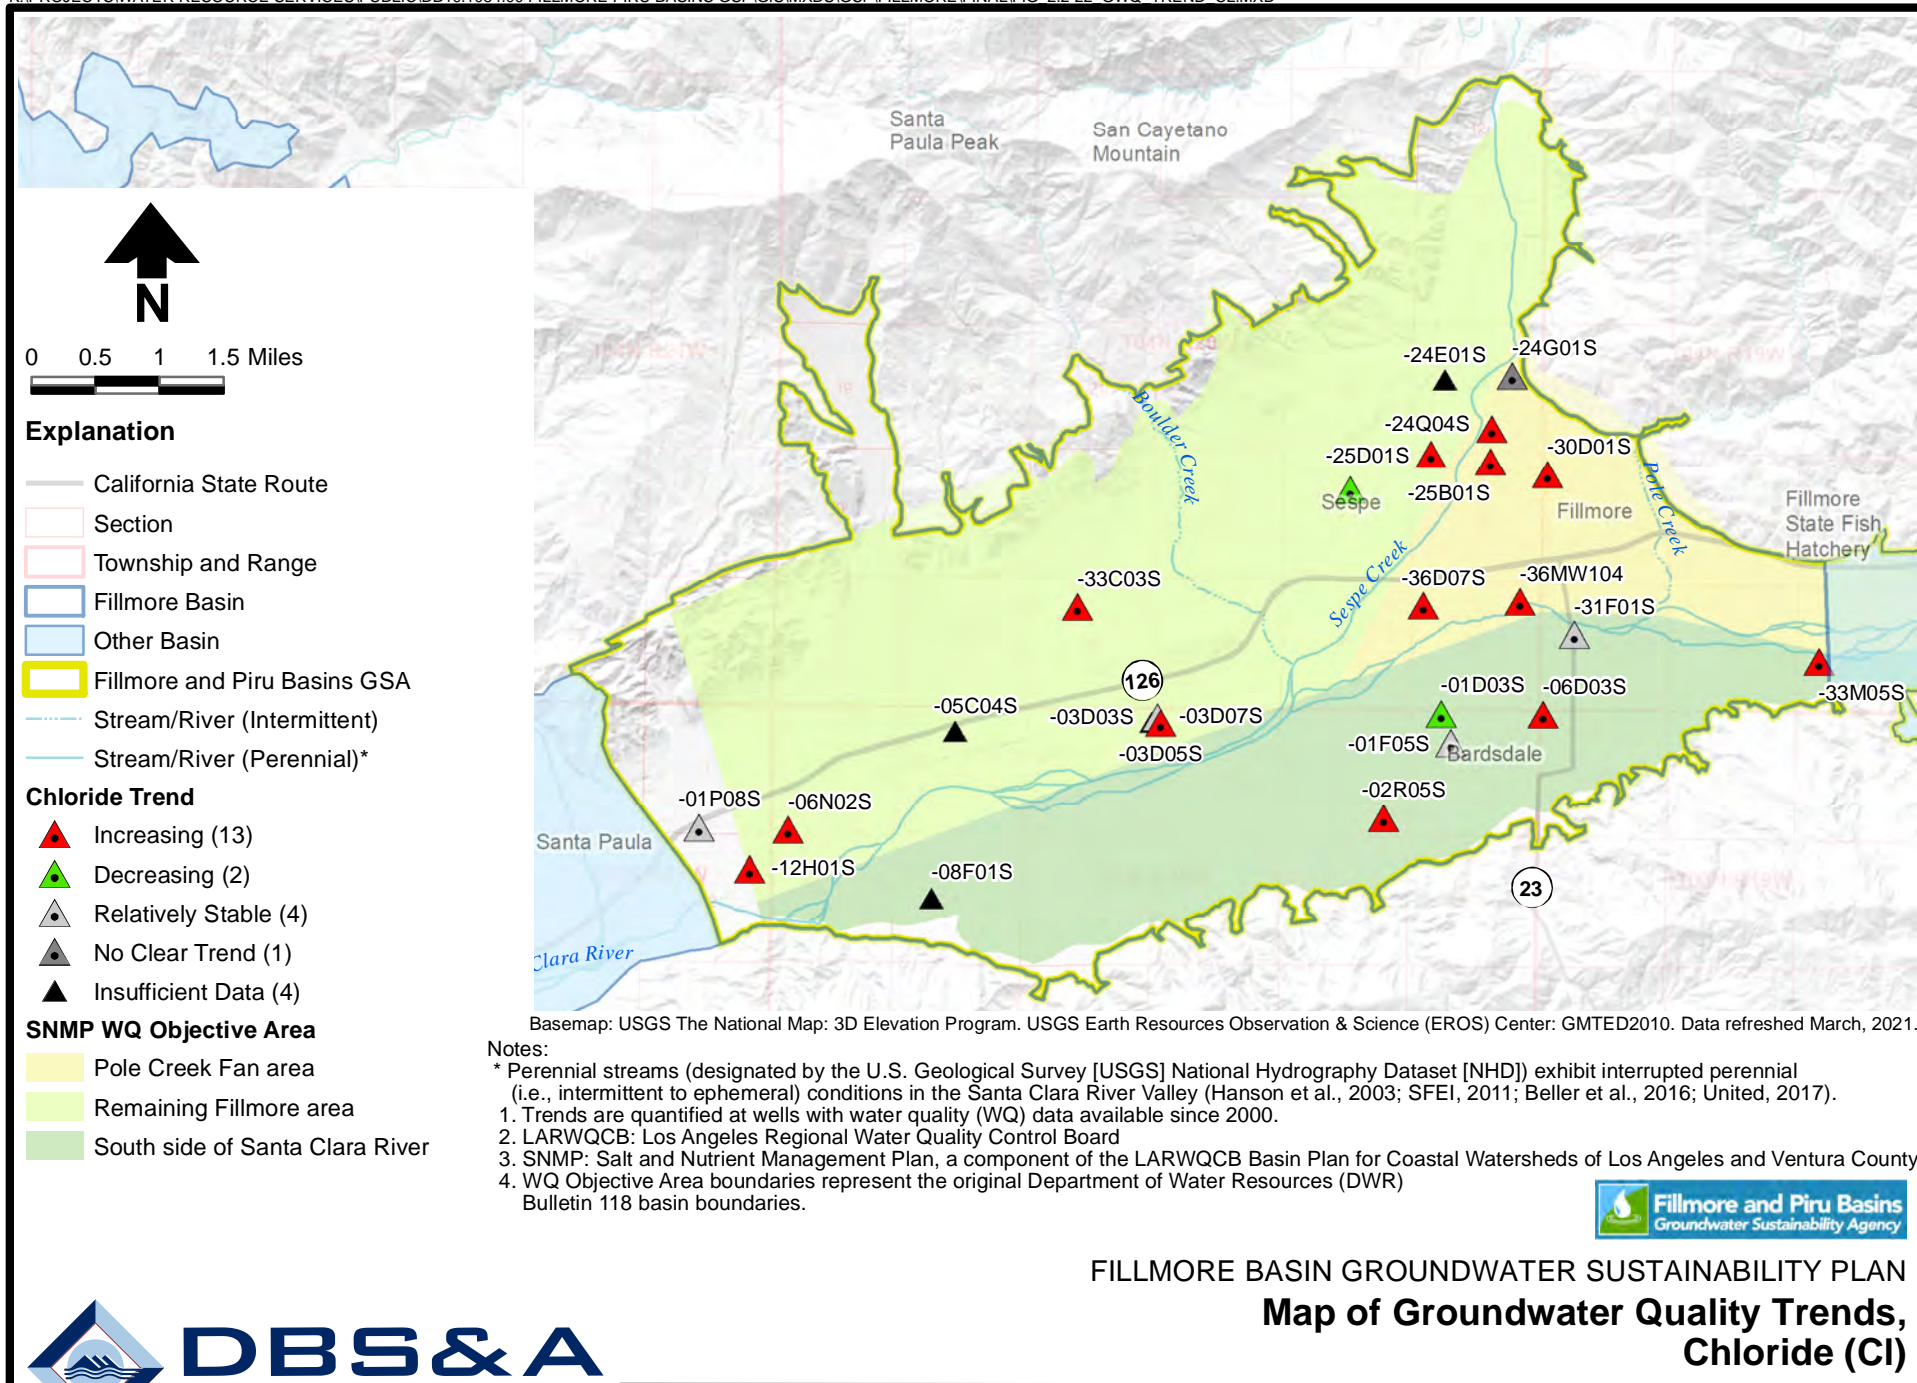 Santa
Paula Peak
San Cayetano
Mountain
N
0 0.5 1 1.5 Miles
Explanation
California State Route
Section
Township and Range
Fillmore Basin
Other Basin
Fillmore and Piru Basins GSA
Stream/River (Intermittent)
Stream/River (Perennial)*
Chloride Trend
Increasing (13)
Decreasing (2)
Relatively Stable (4)
No Clear Trend (1)
Insufficient Data (4)
SNMP WQ Objective Area
Pole Creek Fan area
Remaining Fillmore area
South side of Santa Clara River
-24E01S
-24G01S
-24Q04S
-30D01S
-25D01S
-25B01S
Sespe
Fillmore
Boulder Creek
Pole Creek
Fillmore
State Fish
Hatchery
Sespe Creek
-33C03S
-36D07S
-36MW104
-31F01S
126
-01D03S
-06D03S
-33M05S
-05C04S
-03D03S
-03D07S
-03D05S
-01F05S
Bardsdale
-02R05S
-01P08S
-06N02S
Santa Paula
-12H01S
-08F01S
23
Clara River
Basemap: USGS The National Map: 3D Elevation Program. USGS Earth Resources Observation & Science (EROS) Center: GMTED2010. Data refreshed March, 2021.
Notes:
* Perennial streams (designated by the U.S. Geological Survey [USGS] National Hydrography Dataset [NHD]) exhibit interrupted perennial
(i.e., intermittent to ephemeral) conditions in the Santa Clara River Valley (Hanson et al., 2003; SFEI, 2011; Beller et al., 2016; United, 2017).
1. Trends are quantified at wells with water quality (WQ) data available since 2000.
2. LARWQCB: Los Angeles Regional Water Quality Control Board
3. SNMP: Salt and Nutrient Management Plan, a component of the LARWQCB Basin Plan for Coastal Watersheds of Los Angeles and Ventura County
4. WQ Objective Area boundaries represent the original Department of Water Resources (DWR)
Bulletin 118 basin boundaries.
Fillmore and Piru Basins
Groundwater Sustainability Agency
FILLMORE BASIN GROUNDWATER SUSTAINABILITY PLAN
Map of Groundwater Quality Trends,
Chloride (Cl)
DBS&A